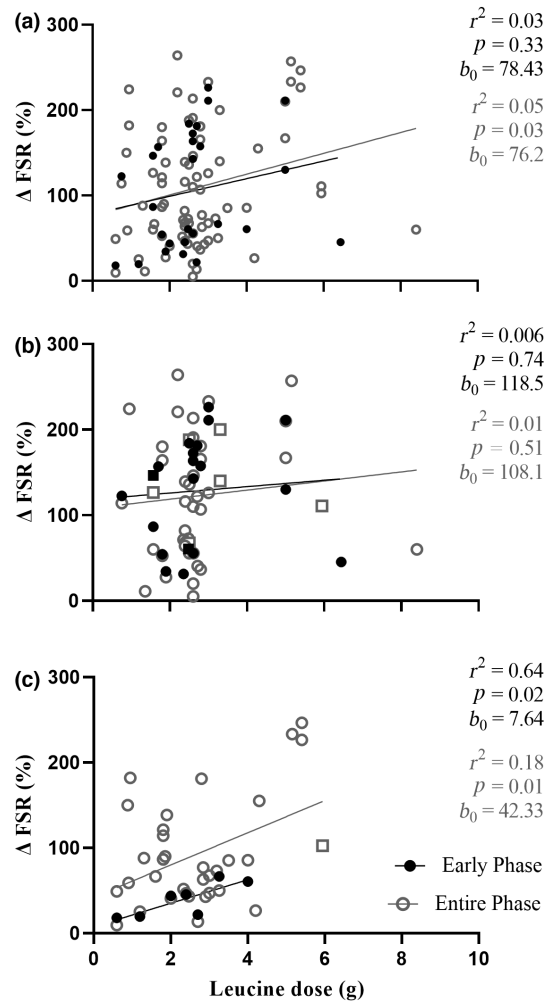 (a)
300
200
100
0
Δ FSR (%)
r² = 0.03
p = 0.33
b₀ = 78.43
r² = 0.05
p = 0.03
b₀ = 76.2
(b)
300
200
100
0
Δ FSR (%)
r² = 0.006
p = 0.74
b₀ = 118.5
r² = 0.01
p = 0.51
b₀ = 108.1
(c)
300
200
100
0
Δ FSR (%)
r² = 0.64
p = 0.02
b₀ = 7.64
r² = 0.18
p = 0.01
b₀ = 42.33
Early Phase
Entire Phase
0 2 4 6 8 10
Leucine dose (g)